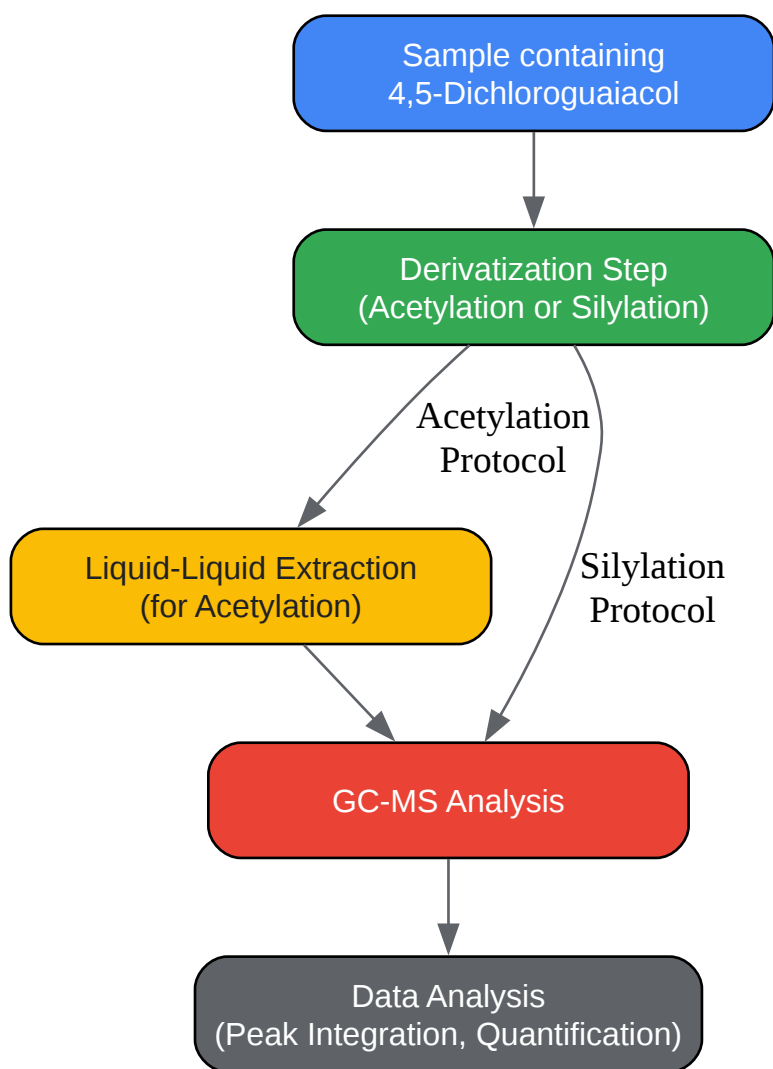 Sample containing
4,5-Dichloroguaiacol
Derivatization Step
(Acetylation or Silylation)
Acetylation
Protocol
Liquid-Liquid Extraction
(for Acetylation)
Silylation
Protocol
GC-MS Analysis
Data Analysis
(Peak Integration, Quantification)